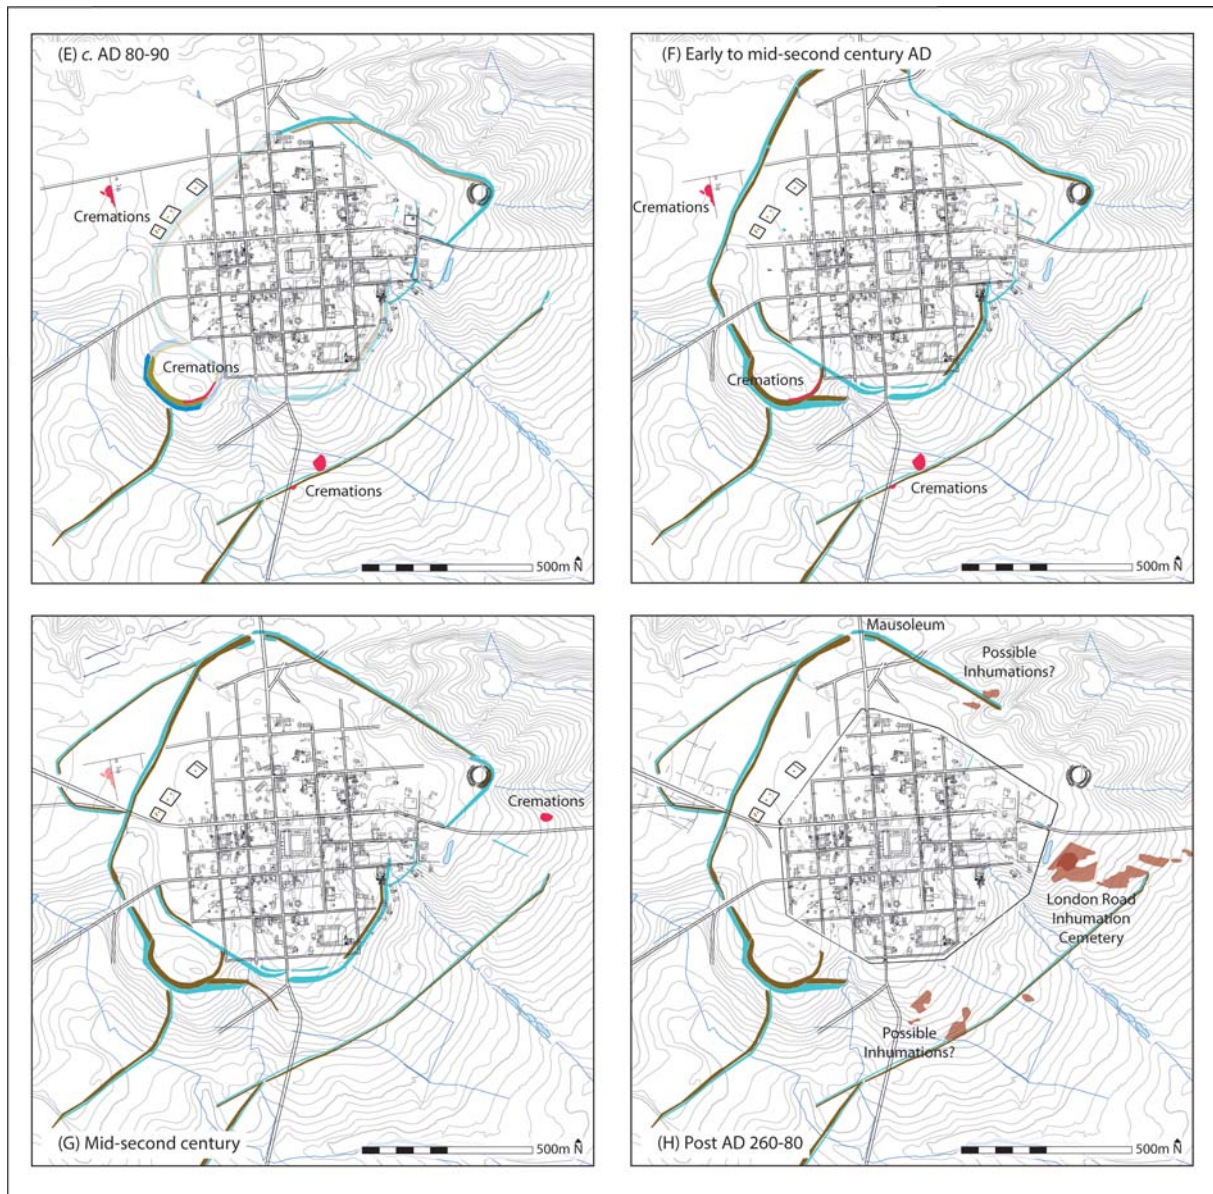 (E) c. AD 80-90
Cremations
Cremations
Cremations
500m N
(F) Early to mid-second century AD
Cremations
Cremations
Cremations
500m N
(G) Mid-second century
Cremations
500m N
Mausoleum
Possible
Inhumations?
London Road
Inhumation
Cemetery
Possible
Inhumations?
(H) Post AD 260-80
500m N